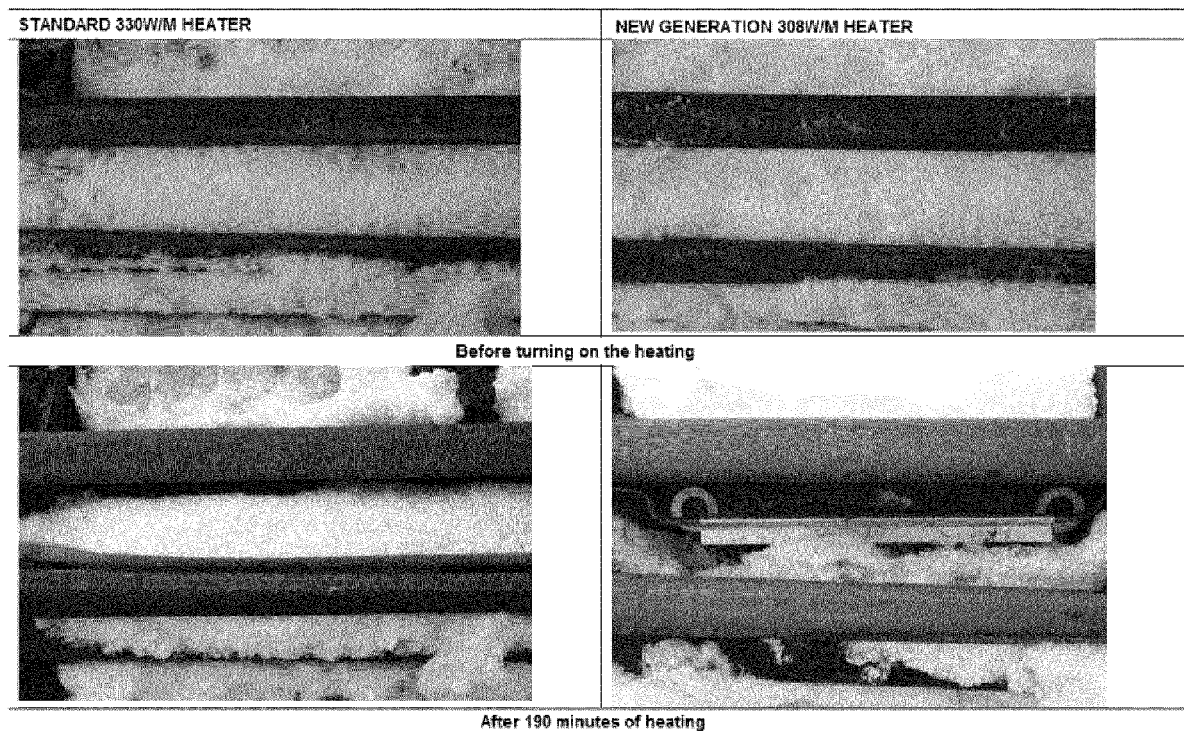 STANDARD 330W/M HEATER
NEW GENERATION 308W/M HEATER
Before turning on the heating
After 190 minutes of heating